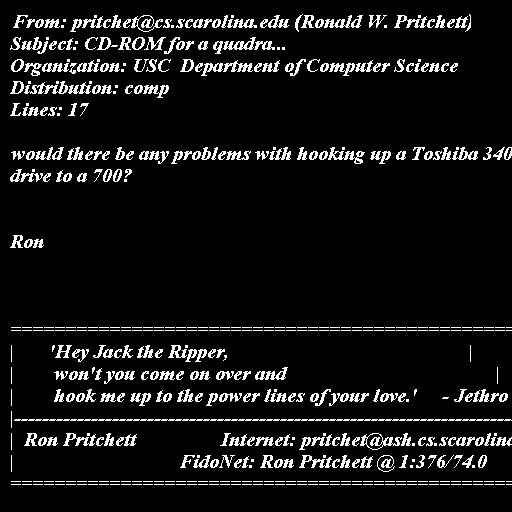 From: pritchet@cs.scarolina.edu (Ronald W. Pritchett)
Subject: CD-ROM for a quadra...
Organization: USC  Department of Computer Science
Distribution: comp
Lines: 17
would there be any problems with hooking up a Toshiba 340
drive to a 700?
Ron
================================================
|       'Hey Jack the Ripper,                                                |
|        won't you come on over and                                          |
|        hook me up to the power lines of your love.'     - Jethro
|------------------------------------------------------------------------
|  Ron Pritchett                 Internet: pritchet@ash.cs.scarolina
|                                 FidoNet: Ron Pritchett @ 1:376/74.0
================================================